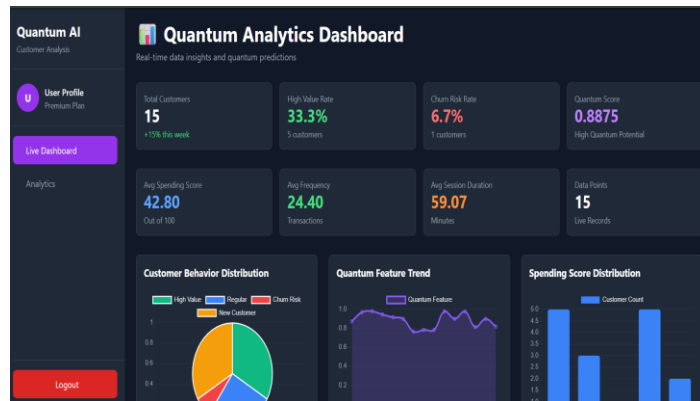 Quantum AI
Customer Analysis
U
User Profile
Premium Plan
Live Dashboard
Analytics
Logout
📊 Quantum Analytics Dashboard
Real-time data insights and quantum predictions
Total Customers
15
+15% this week
High Value Rate
33.3%
5 customers
Churn Risk Rate
6.7%
1 customers
Quantum Score
0.8875
High Quantum Potential
Avg Spending Score
42.80
Out of 100
Avg Frequency
24.40
Transactions
Avg Session Duration
59.07
Minutes
Data Points
15
Live Records
Customer Behavior Distribution
High Value Regular Churn Risk
New Customer
1
0.8
0.6
0.4
Quantum Feature Trend
Quantum Feature
1.0
0.8
0.6
0.4
0.2
Spending Score Distribution
Customer Count
5.0
4.5
4.0
3.5
3.0
2.5
2.0
1.5
1.0